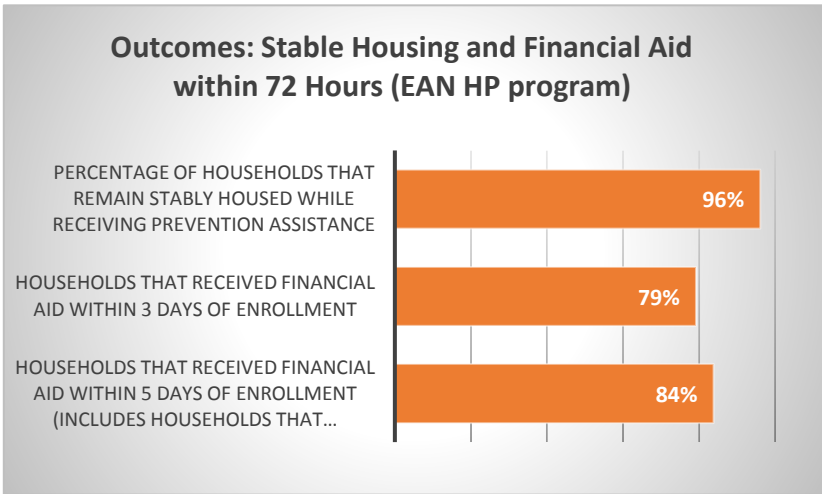 Outcomes: Stable Housing and Financial Aid
within 72 Hours (EAN HP program)
PERCENTAGE OF HOUSEHOLDS THAT
REMAIN STABLY HOUSED WHILE
RECEIVING PREVENTION ASSISTANCE
96%
HOUSEHOLDS THAT RECEIVED FINANCIAL
AID WITHIN 3 DAYS OF ENROLLMENT
79%
HOUSEHOLDS THAT RECEIVED FINANCIAL
AID WITHIN 5 DAYS OF ENROLLMENT
(INCLUDES HOUSEHOLDS THAT…
84%